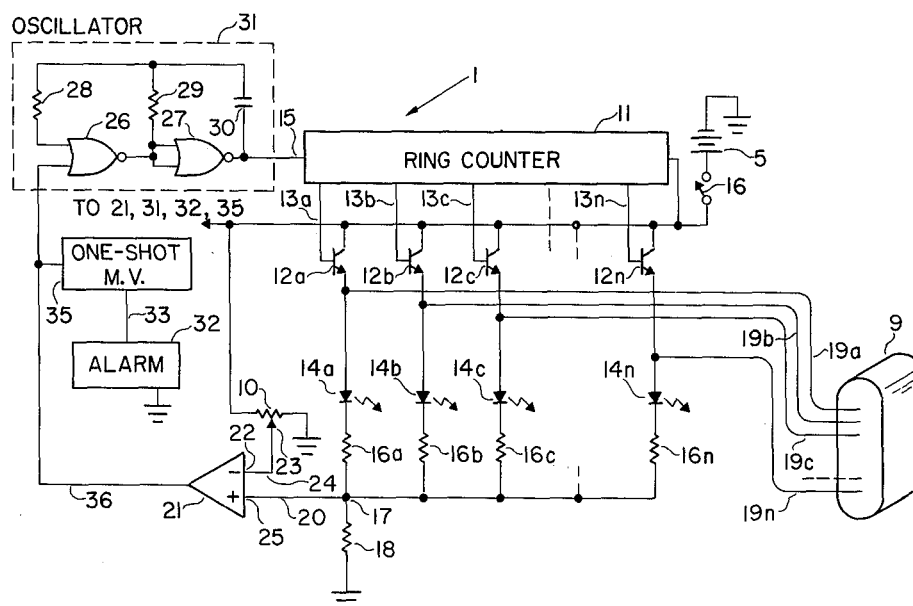 OSCILLATOR
31
28
29
26
27
30
15
1
11
RING COUNTER
5
16
13a
13b
13c
13n
TO 21, 31, 32, 35
12a
12b
12c
12n
ONE-SHOT
M.V.
35
33
32
ALARM
19b
19a
9
14a
14b
14c
14n
10
22
23
24
16a
16b
16c
16n
19c
19n
36
21
−
+
25
20
17
18